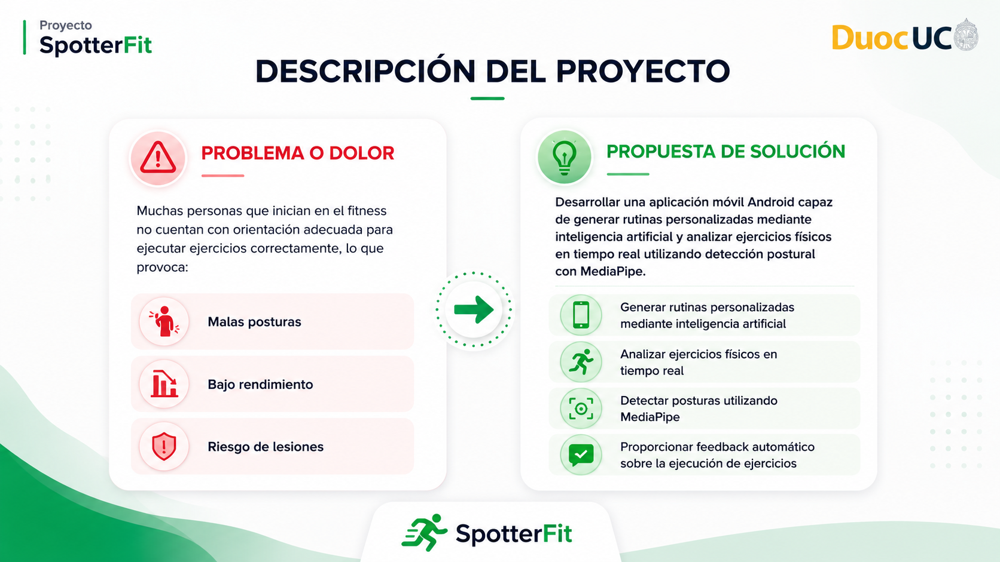 Proyecto
SpotterFit
Duoc UC
DESCRIPCIÓN DEL PROYECTO
PROBLEMA O DOLOR
Muchas personas que inician en el fitness
no cuentan con orientación adecuada para
ejecutar ejercicios correctamente, lo que
provoca:
Malas posturas
Bajo rendimiento
Riesgo de lesiones
PROPUESTA DE SOLUCIÓN
Desarrollar una aplicación móvil Android capaz
de generar rutinas personalizadas mediante
inteligencia artificial y analizar ejercicios físicos
en tiempo real utilizando detección postural
con MediaPipe.
Generar rutinas personalizadas
mediante inteligencia artificial
Analizar ejercicios físicos en
tiempo real
Detectar posturas utilizando
MediaPipe
Proporcionar feedback automático
sobre la ejecución de ejercicios
SpotterFit